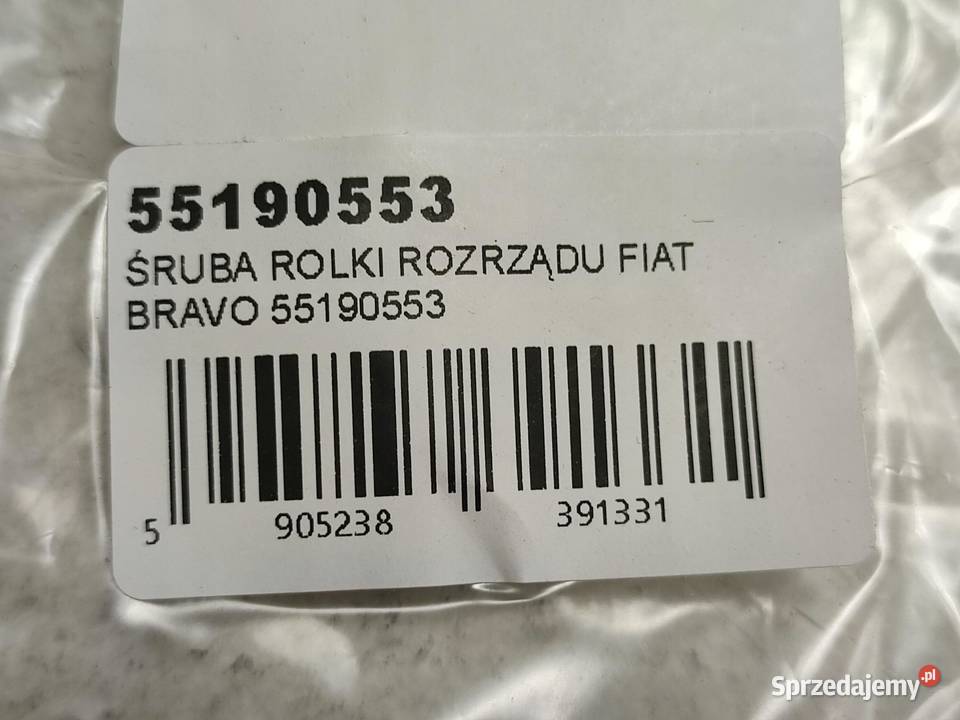 55190553
ŚRUBA ROLKI ROZRZĄDU FIAT
BRAVO 55190553
5 905238 391331
Sprzedajemy.pl